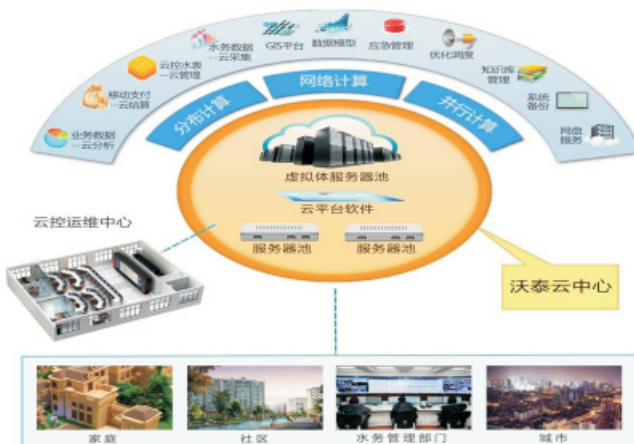 业务数据
--云分析
移动支付
--云结算
云控水表
--云管理
水务数据
--云采集
GIS平台
数据模型
应急管理
优化调度
知识库
管理
系统
备份
网盘
服务
分布计算
网络计算
并行计算
虚拟体服务器池
云平台软件
服务器池
服务器池
云控运维中心
沃泰云中心
家庭
社区
水务管理部门
城市